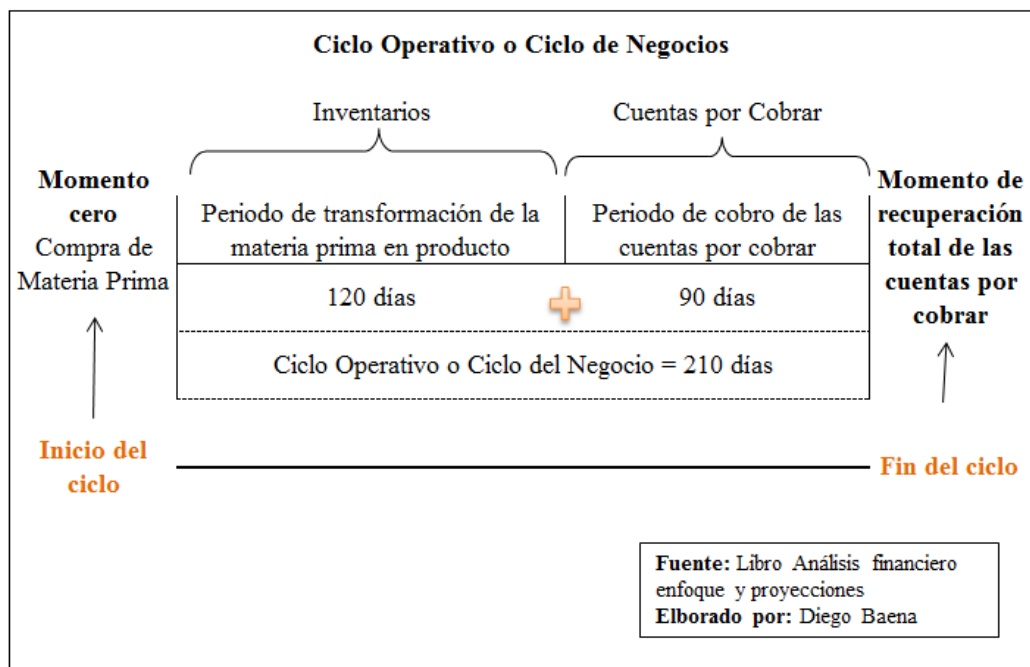 Ciclo Operativo o Ciclo de Negocios
Inventarios
Cuentas por Cobrar
Momento
cero
Compra de
Materia Prima
Periodo de transformación de la
materia prima en producto
Periodo de cobro de las
cuentas por cobrar
Momento de
recuperación
total de las
cuentas por
cobrar
120 días
90 días
Ciclo Operativo o Ciclo del Negocio = 210 días
Inicio del
ciclo
Fin del ciclo
Fuente: Libro Análisis financiero
enfoque y proyecciones
Elborado por: Diego Baena